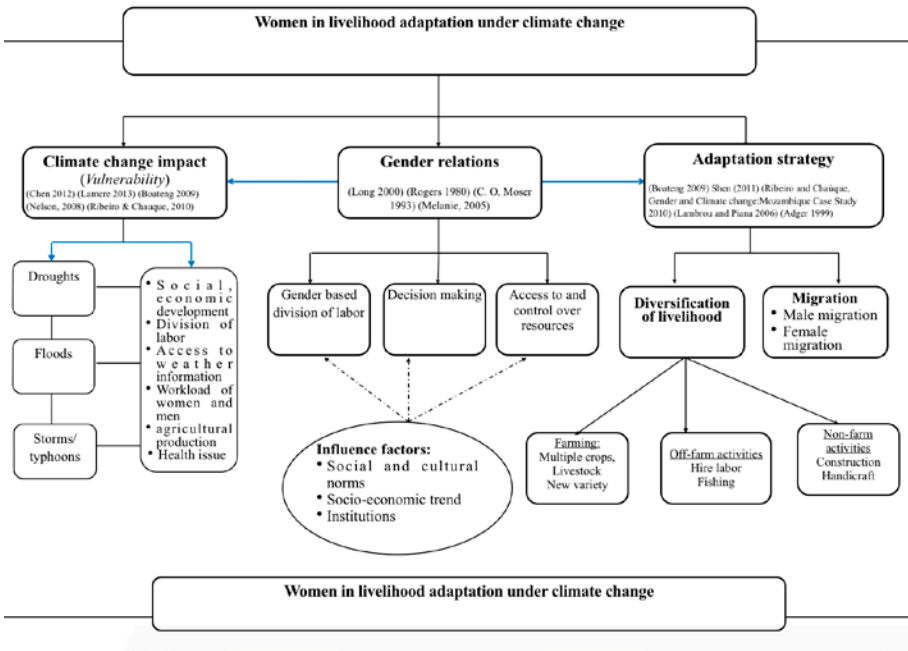 Women in livelihood adaptation under climate change
Climate change impact
(Vulnerability)
(Chen 2012) (Lamere 2013) (Boateng 2009)
(Nelson, 2008) (Ribeiro & Chauque, 2010)
Gender relations
(Long 2000) (Rogers 1980) (C. O. Moser
1993) (Melanie, 2005)
Adaptation strategy
(Boateng 2009) Shen (2011) (Ribeiro and Chaúque,
Gender and Climate change:Mozambique Case Study
2010) (Lambrou and Piana 2006) (Adger 1999)
Droughts
Floods
Storms/
typhoons
• Social,
economic
development
• Division of
labor
• Access to
weather
information
• Workload of
women and
men
• agricultural
production
• Health issue
Gender based
division of labor
Decision making
Access to and
control over
resources
Diversification
of livelihood
Migration
• Male migration
• Female
migration
Influence factors:
• Social and cultural
norms
• Socio-economic trend
• Institutions
Farming:
Multiple crops,
Livestock
New variety
Off-farm activities
Hire labor
Fishing
Non-farm
activities
Construction
Handicraft
Women in livelihood adaptation under climate change